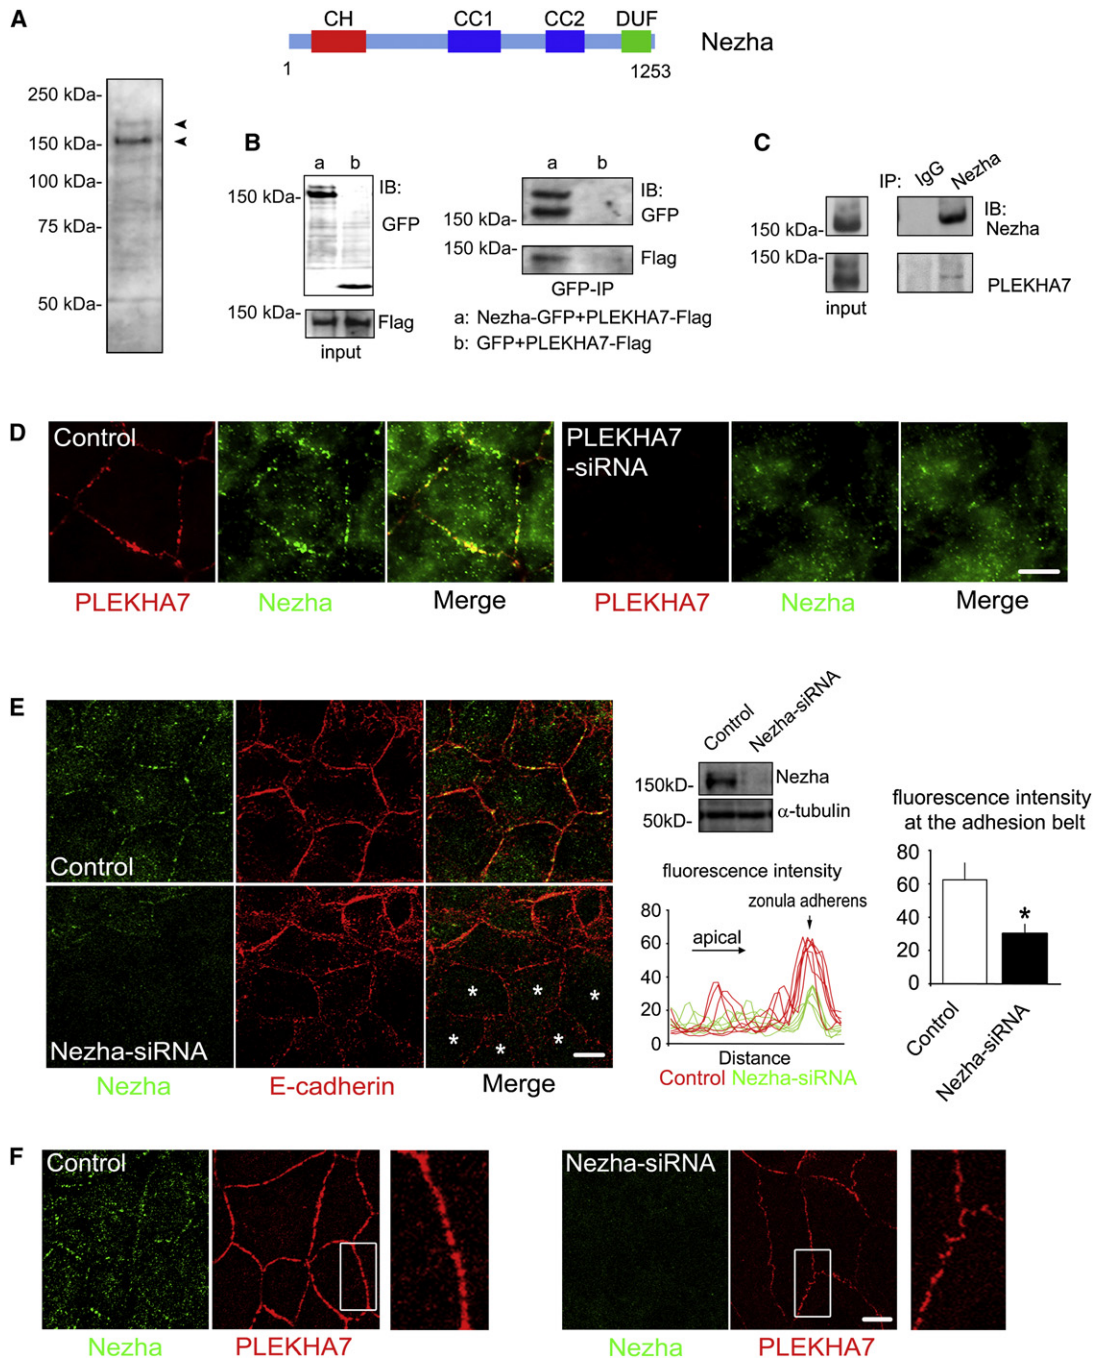 A
CH CC1 CC2 DUF
Nezha
1 1253
250 kDa-
150 kDa-
100 kDa-
75 kDa-
50 kDa-
B
a b
150 kDa-
IB:
GFP
150 kDa-
Flag
input
a b
IB:
150 kDa-
GFP
150 kDa-
Flag
GFP-IP
a: Nezha-GFP+PLEKHA7-Flag
b: GFP+PLEKHA7-Flag
C
IP: IgG Nezha
IB:
150 kDa-
Nezha
150 kDa-
PLEKHA7
input
D
Control
PLEKHA7
-siRNA
PLEKHA7 Nezha Merge PLEKHA7 Nezha Merge
E
Control
Nezha-siRNA
* * *
* * *
Nezha E-cadherin Merge
Control Nezha-siRNA
150kD- Nezha
50kD- α-tubulin
fluorescence intensity
zonula adherens
apical
80
60
40
20
0
Distance
Control Nezha-siRNA
fluorescence intensity
at the adhesion belt
80
60
40
20
0
*
Control
Nezha-siRNA
F
Control
Nezha-siRNA
Nezha PLEKHA7 Nezha PLEKHA7